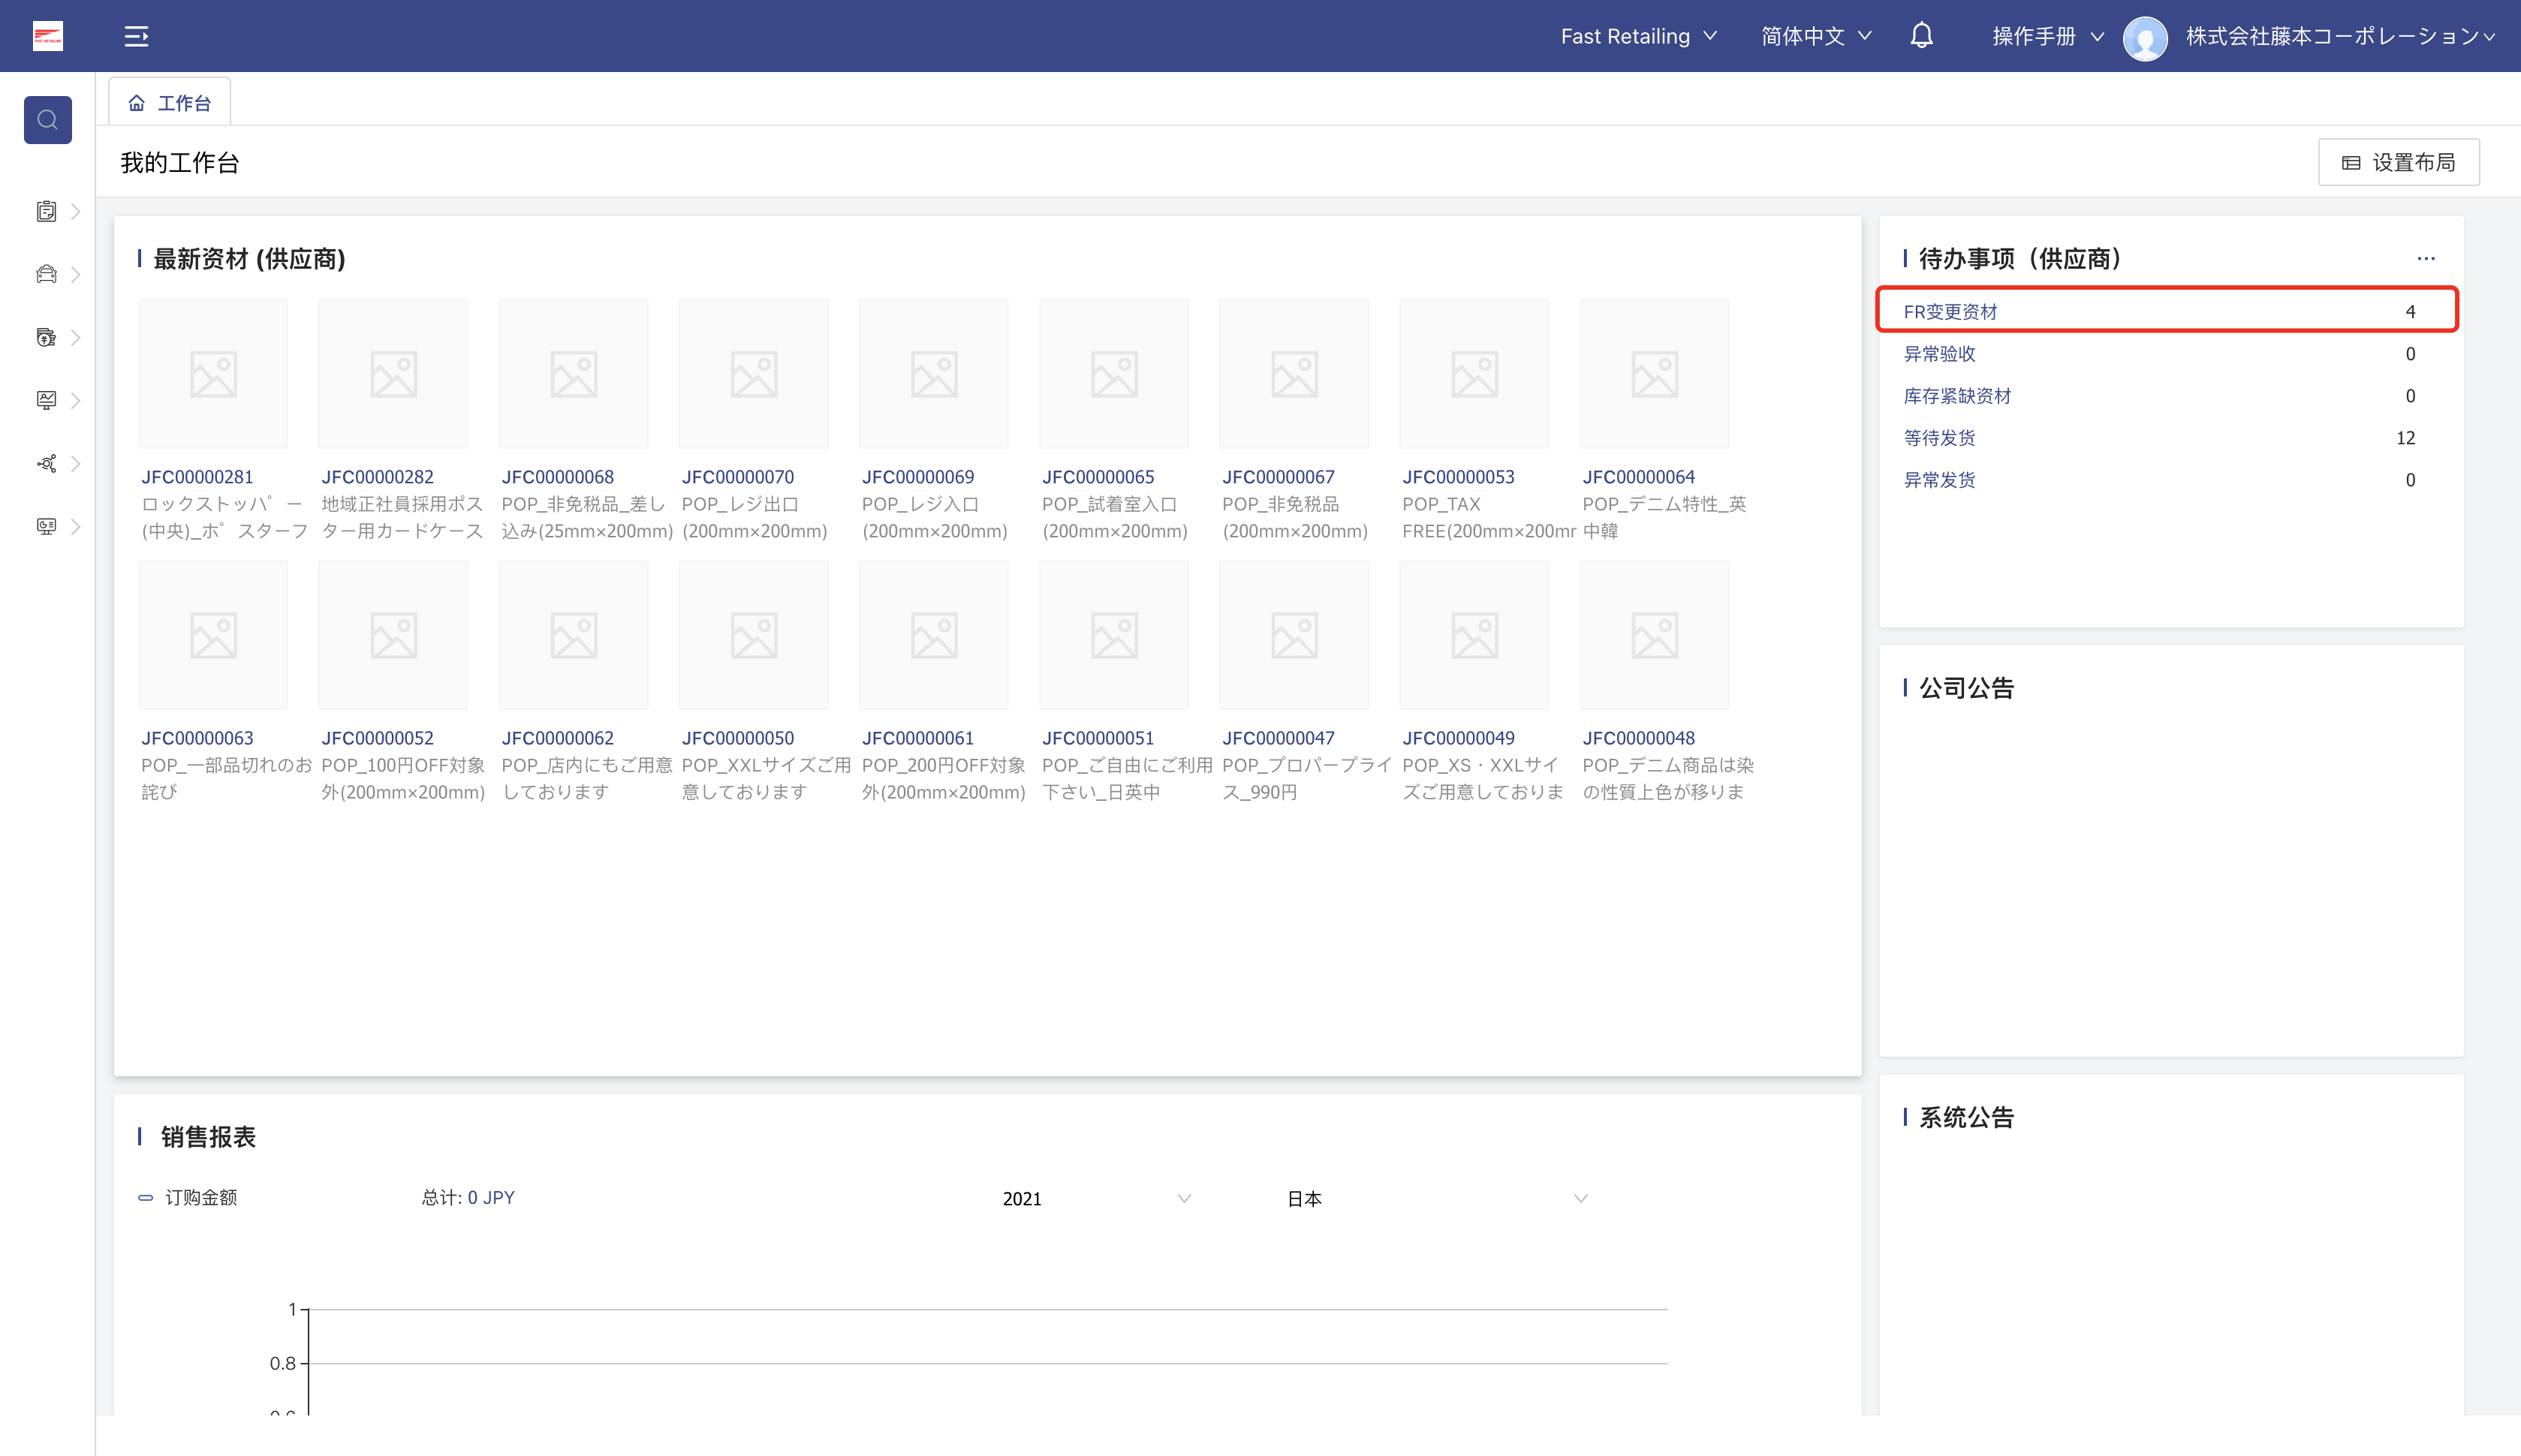 Fast Retailing
简体中文
操作手册
株式会社藤本コーポレーション
工作台
我的工作台
设置布局
最新资材 (供应商)
JFC00000281
ロックストッハ゜ー
(中央)_ホ゜スターフ
JFC00000282
地域正社員採用ポス
ター用カードケース
JFC00000068
POP_非免税品_差し
込み(25mm×200mm)
JFC00000070
POP_レジ出口
(200mm×200mm)
JFC00000069
POP_レジ入口
(200mm×200mm)
JFC00000065
POP_試着室入口
(200mm×200mm)
JFC00000067
POP_非免税品
(200mm×200mm)
JFC00000053
POP_TAX
FREE(200mm×200mr
JFC00000064
POP_デニム特性_英
中韓
JFC00000063
POP_一部品切れのお
詫び
JFC00000052
POP_100円OFF対象
外(200mm×200mm)
JFC00000062
POP_店内にもご用意
しております
JFC00000050
POP_XXLサイズご用
意しております
JFC00000061
POP_200円OFF対象
外(200mm×200mm)
JFC00000051
POP_ご自由にご利用
下さい_日英中
JFC00000047
POP_プロパープライ
ス_990円
JFC00000049
POP_XS・XXLサイ
ズご用意しておりま
JFC00000048
POP_デニム商品は染
の性質上色が移りま
待办事项（供应商）
FR变更资材 4
异常验收 0
库存紧缺资材 0
等待发货 12
异常发货 0
公司公告
系统公告
销售报表
订购金额
总计: 0 JPY
2021
日本
1
0.8